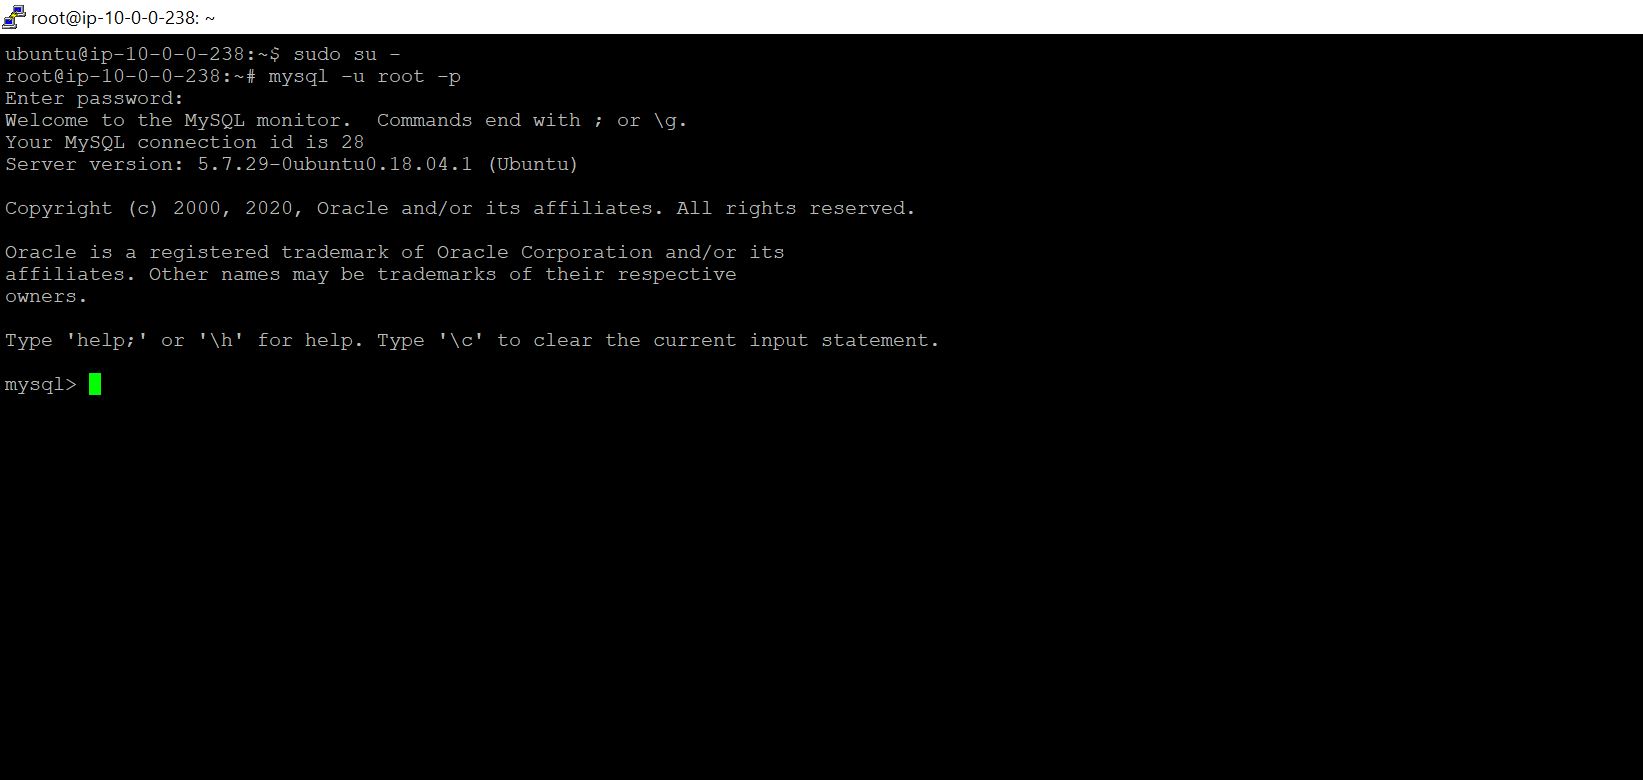 root@ip-10-0-0-238: ~
ubuntu@ip-10-0-0-238:~$ sudo su -
root@ip-10-0-0-238:~# mysql -u root -p
Enter password:
Welcome to the MySQL monitor.  Commands end with ; or \g.
Your MySQL connection id is 28
Server version: 5.7.29-0ubuntu0.18.04.1 (Ubuntu)
Copyright (c) 2000, 2020, Oracle and/or its affiliates. All rights reserved.
Oracle is a registered trademark of Oracle Corporation and/or its
affiliates. Other names may be trademarks of their respective
owners.
Type 'help;' or '\h' for help. Type '\c' to clear the current input statement.
mysql>